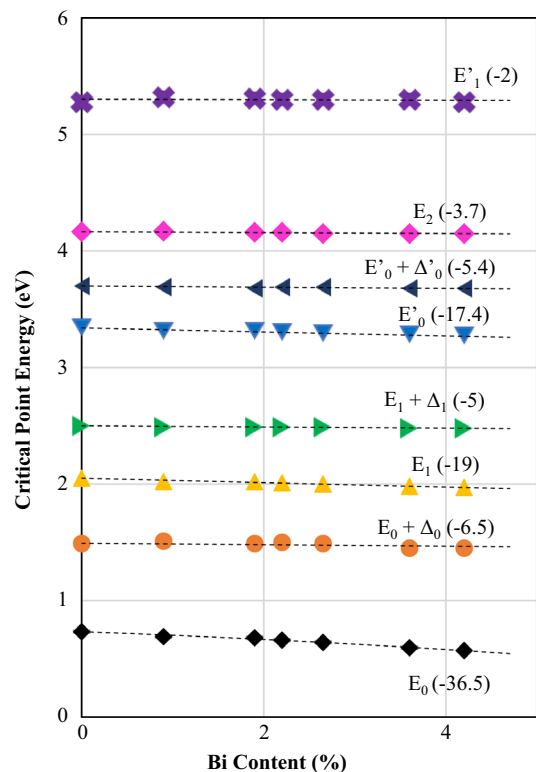 6
5
4
3
2
1
0
Critical Point Energy (eV)
E’₁ (-2)
E₂ (-3.7)
E’₀ + Δ’₀ (-5.4)
E’₀ (-17.4)
E₁ + Δ₁ (-5)
E₁ (-19)
E₀ + Δ₀ (-6.5)
E₀ (-36.5)
0
2
4
Bi Content (%)